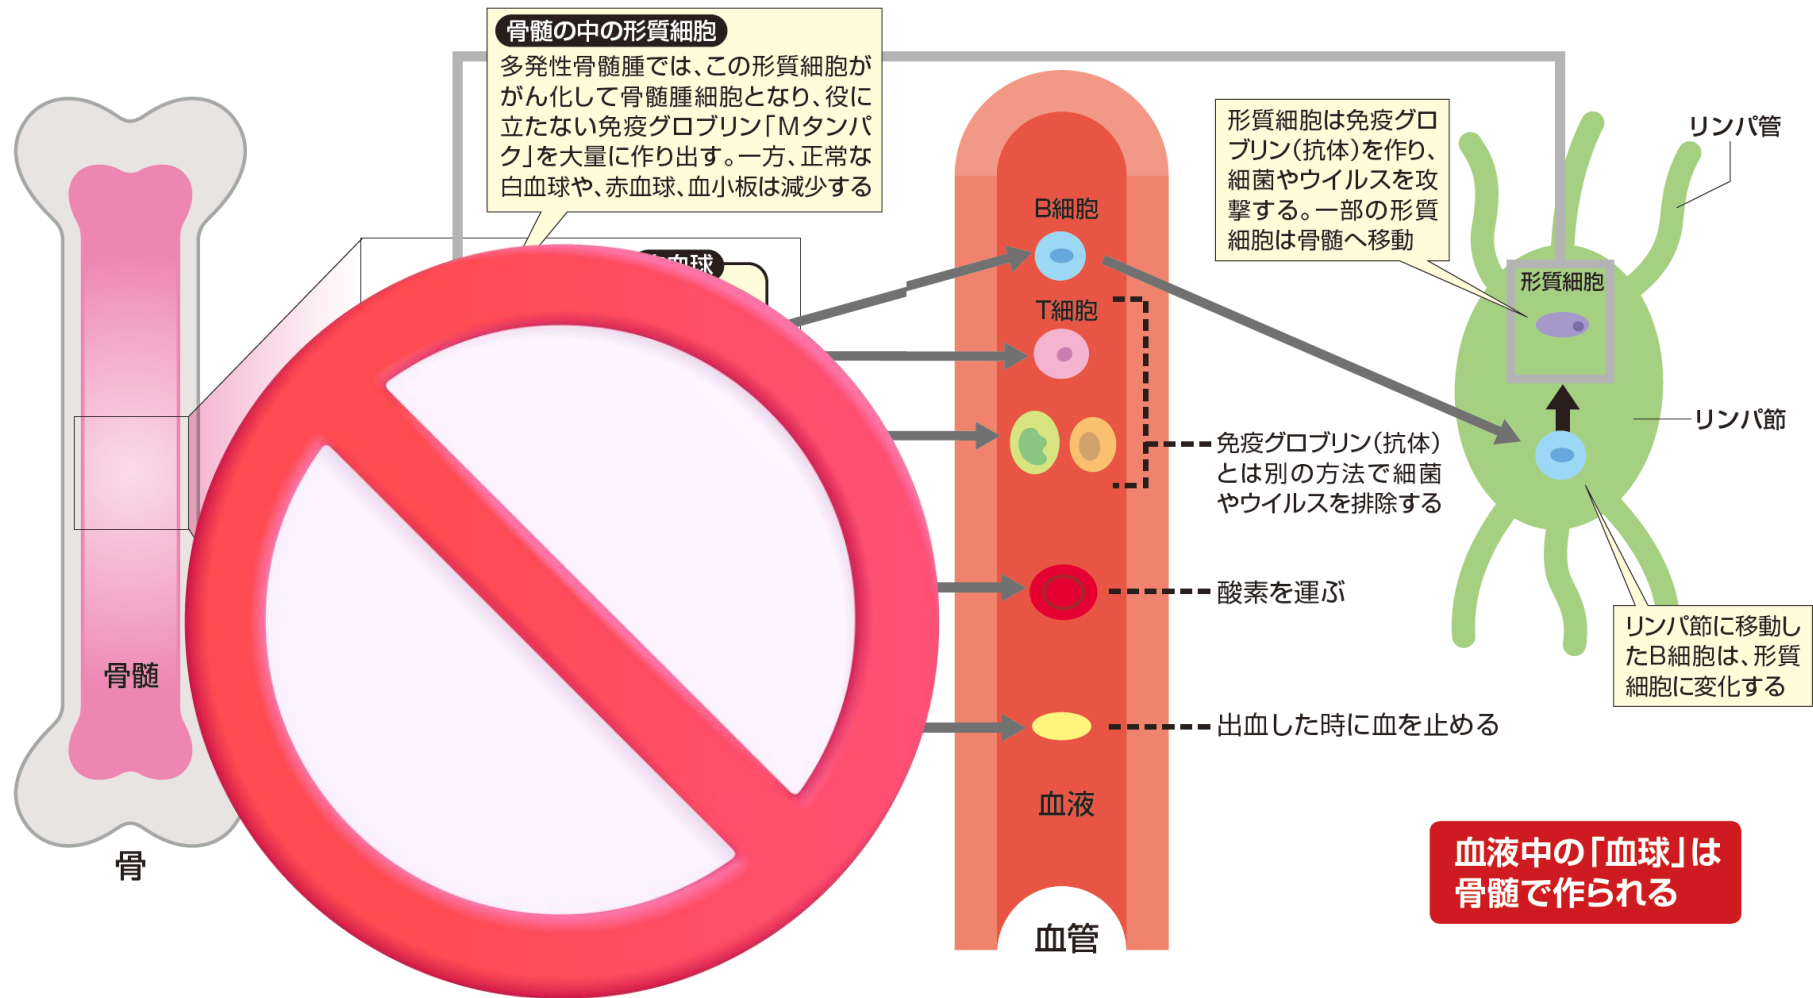 骨髄の中の形質細胞
多発性骨髄腫では、この形質細胞が
がん化して骨髄腫細胞となり、役に
立たない免疫グロブリン「Mタンパ
ク」を大量に作り出す。一方、正常な
白血球や、赤血球、血小板は減少する
血球
骨髄
骨
B細胞
T細胞
血液
血管
形質細胞は免疫グロ
ブリン(抗体)を作り、
細菌やウイルスを攻
撃する。一部の形質
細胞は骨髄へ移動
リンパ管
形質細胞
リンパ節
免疫グロブリン(抗体)
とは別の方法で細菌
やウイルスを排除する
酸素を運ぶ
リンパ節に移動し
たB細胞は、形質
細胞に変化する
出血した時に血を止める
血液中の「血球」は
骨髄で作られる